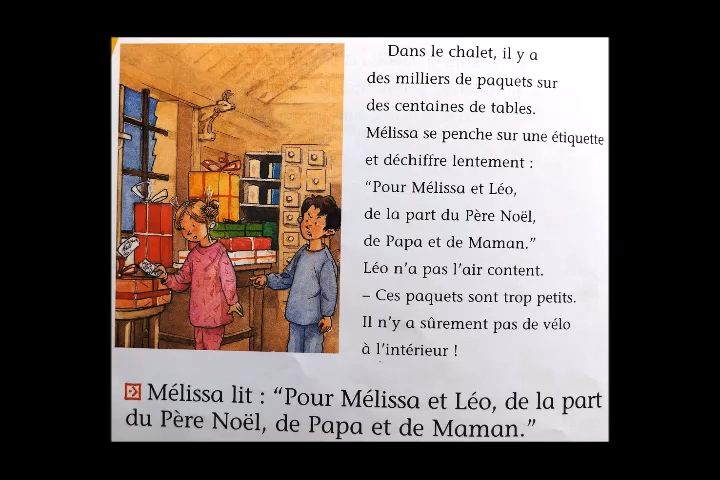 Dans le chalet, il y a
des milliers de paquets sur
des centaines de tables.
Mélissa se penche sur une étiquette
et déchiffre lentement :
“Pour Mélissa et Léo,
de la part du Père Noël,
de Papa et de Maman.”
Léo n’a pas l’air content.
– Ces paquets sont trop petits.
Il n’y a sûrement pas de vélo
à l’intérieur !
Mélissa lit : “Pour Mélissa et Léo, de la part
du Père Noël, de Papa et de Maman.”